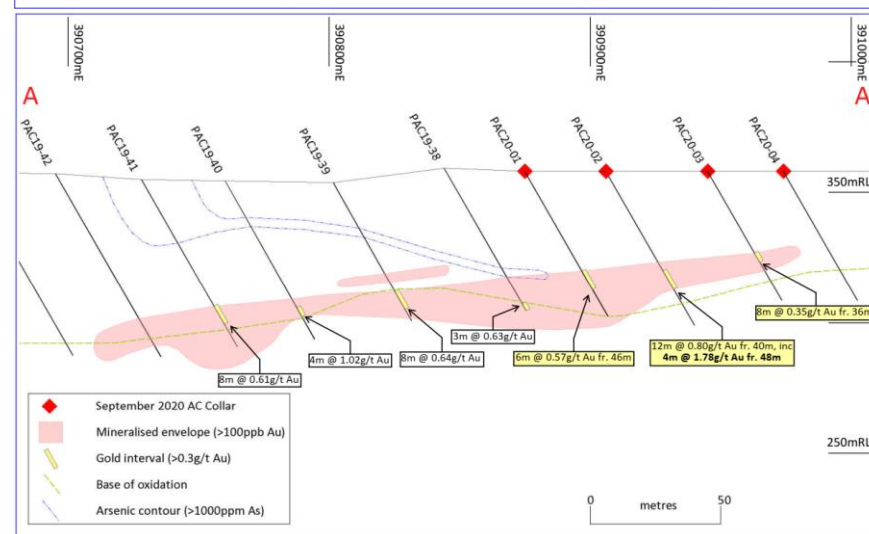 390700mE
390800mE
390900mE
391000mE
A
A
PAC19-42
PAC19-41
PAC19-40
PAC19-39
PAC19-38
PAC20-01
PAC20-02
PAC20-03
PAC20-04
350mRL
8m @ 0.35g/t Au fr. 36m
3m @ 0.63g/t Au
12m @ 0.80g/t Au fr. 40m, inc
4m @ 1.78g/t Au fr. 48m
4m @ 1.02g/t Au
8m @ 0.64g/t Au
6m @ 0.57g/t Au fr. 46m
8m @ 0.61g/t Au
September 2020 AC Collar
Mineralised envelope (>100ppb Au)
Gold interval (>0.3g/t Au)
Base of oxidation
Arsenic contour (>1000ppm As)
250mRL
0 metres 50